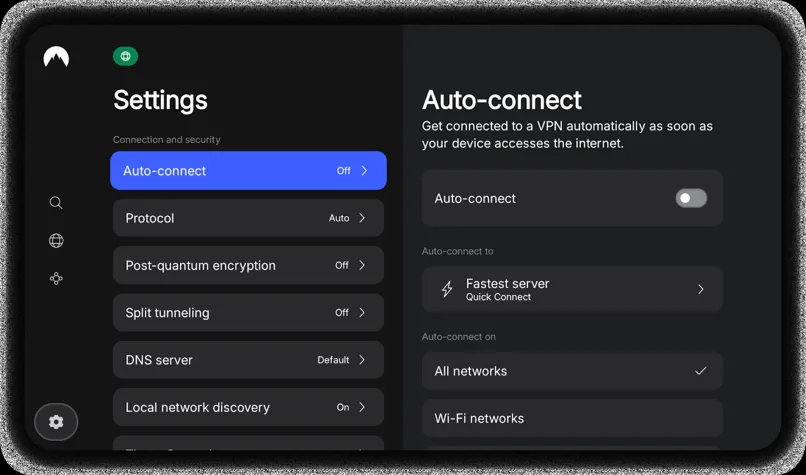 Settings
Connection and security
Auto-connect Off
Protocol Auto
Post-quantum encryption Off
Split tunneling Off
DNS server Default
Local network discovery On
Auto-connect
Get connected to a VPN automatically as soon as
your device accesses the internet.
Auto-connect
Auto-connect to
Fastest server
Quick Connect
Auto-connect on
All networks
Wi-Fi networks